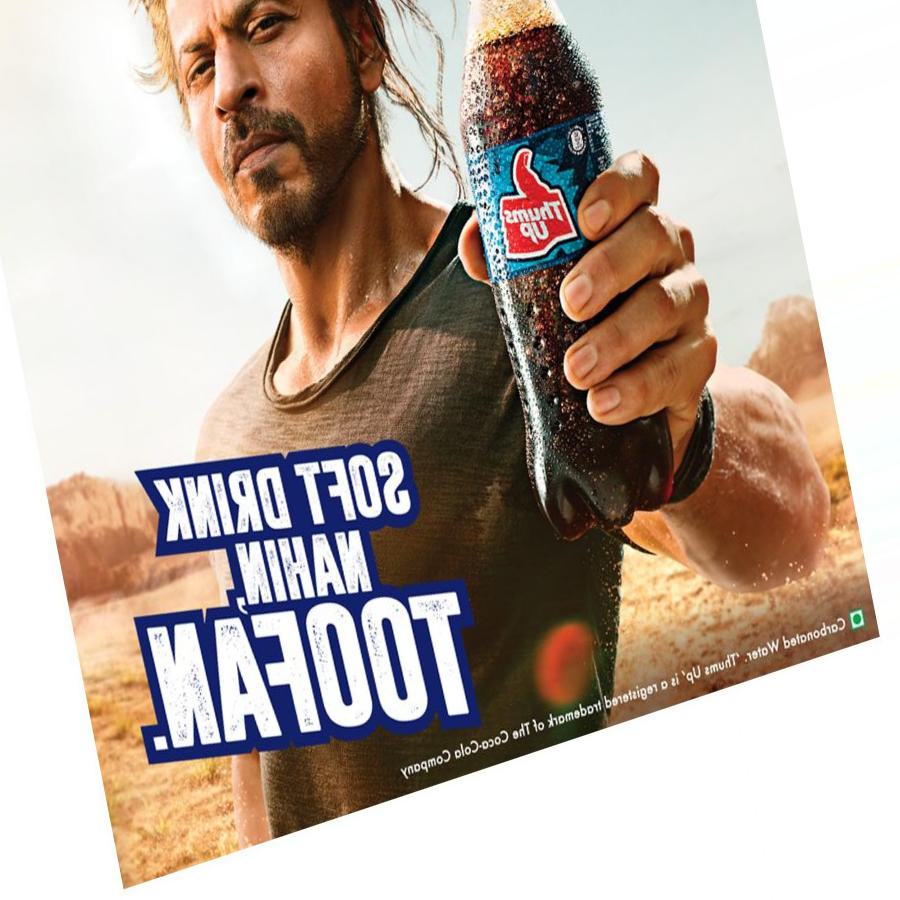 Thums
UP
SOFT DRINK
NAHIN,
TOOFAN.
Carbonated Water. 'Thums Up' is a registered trademark of The Coca-Cola Company